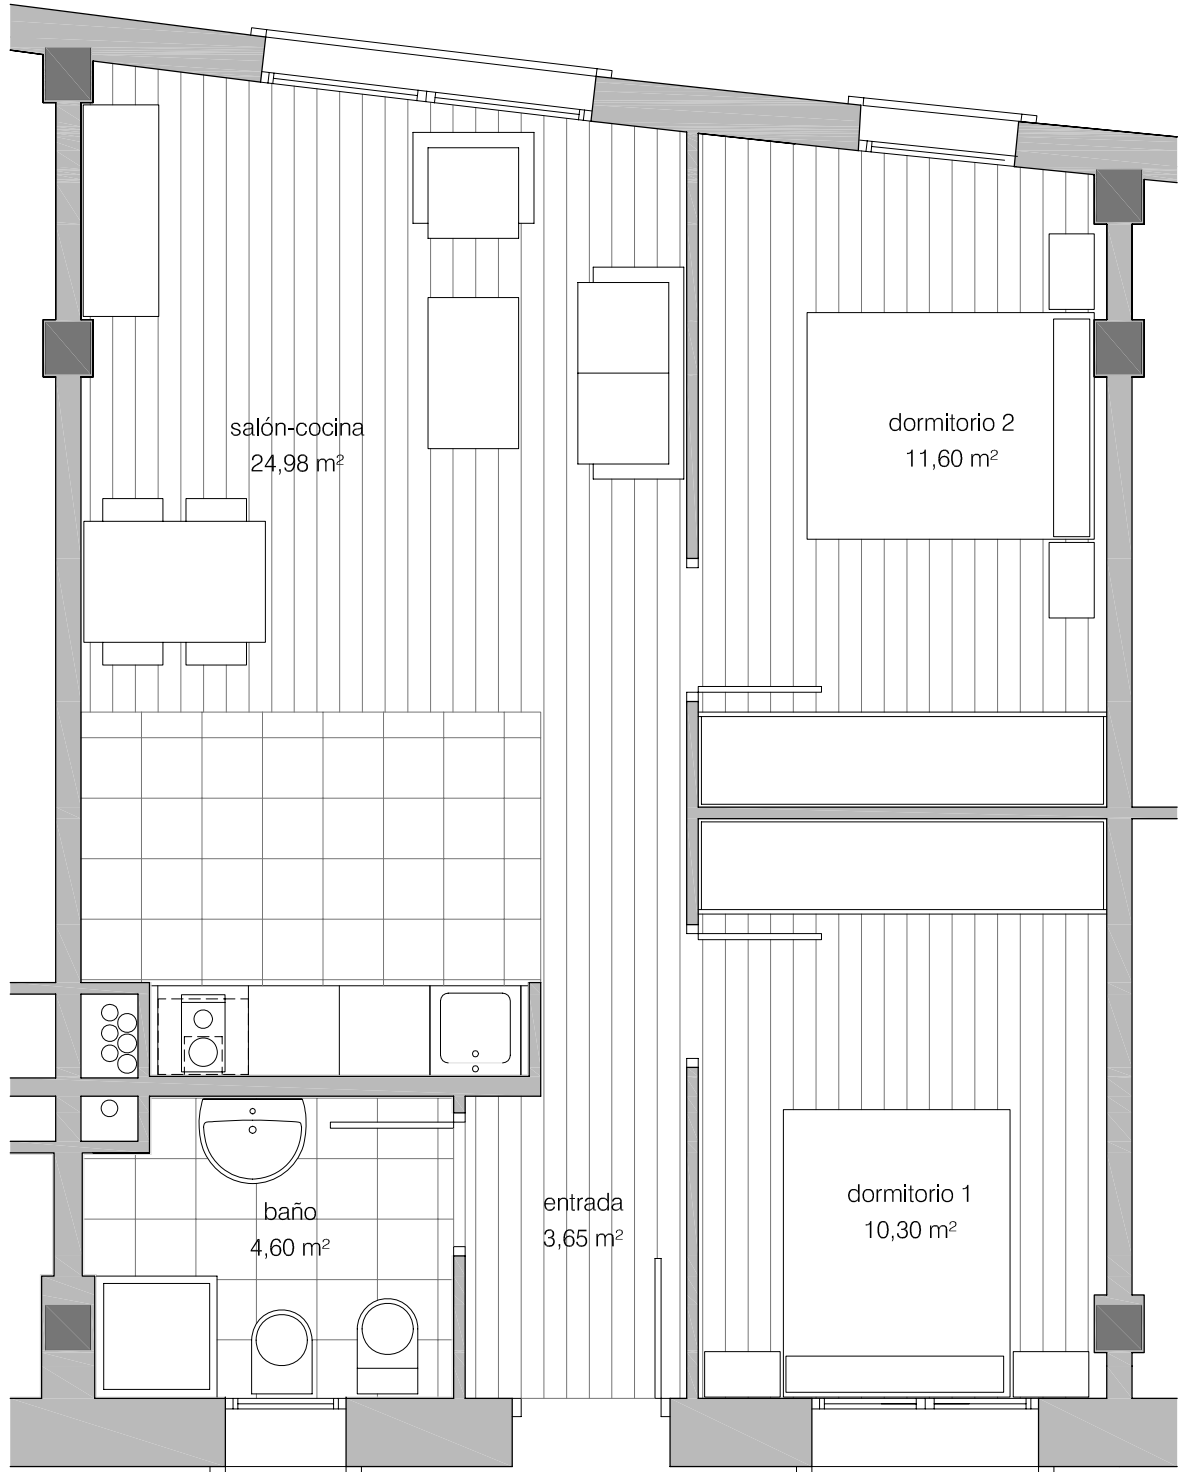 salón-cocina
24,98 m²
dormitorio 2
11,60 m²
baño
4,60 m²
entrada
3,65 m²
dormitorio 1
10,30 m²